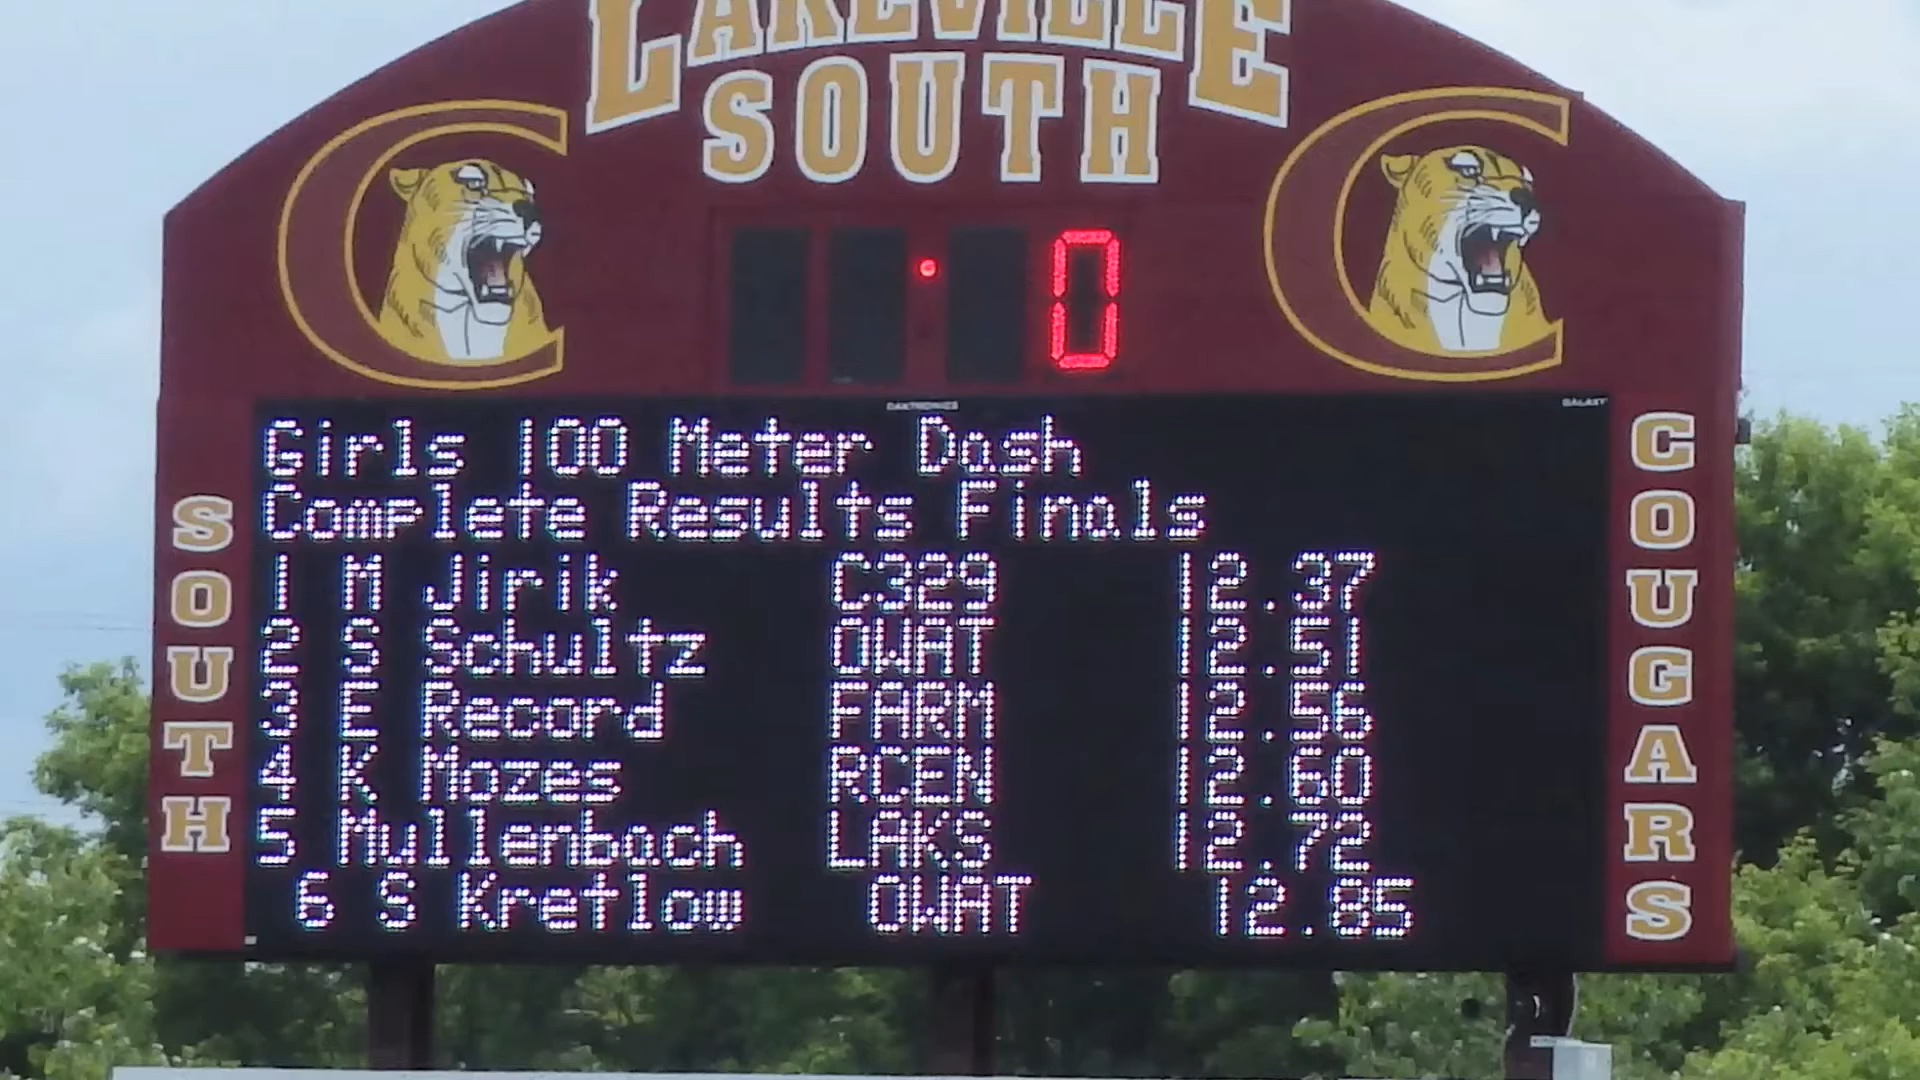 LAKEVILLE
SOUTH
: 0
DAKTRONICS
GALAXY
SOUTH
Girls 100 Meter Dash
Complete Results Finals
1 M Jirik C329 12.37
2 S Schultz OWAT 12.51
3 E Record FARM 12.56
4 K Mozes RCEN 12.60
5 Mullenbach LAKS 12.72
6 S Kretlow OWAT 12.85
COUGARS